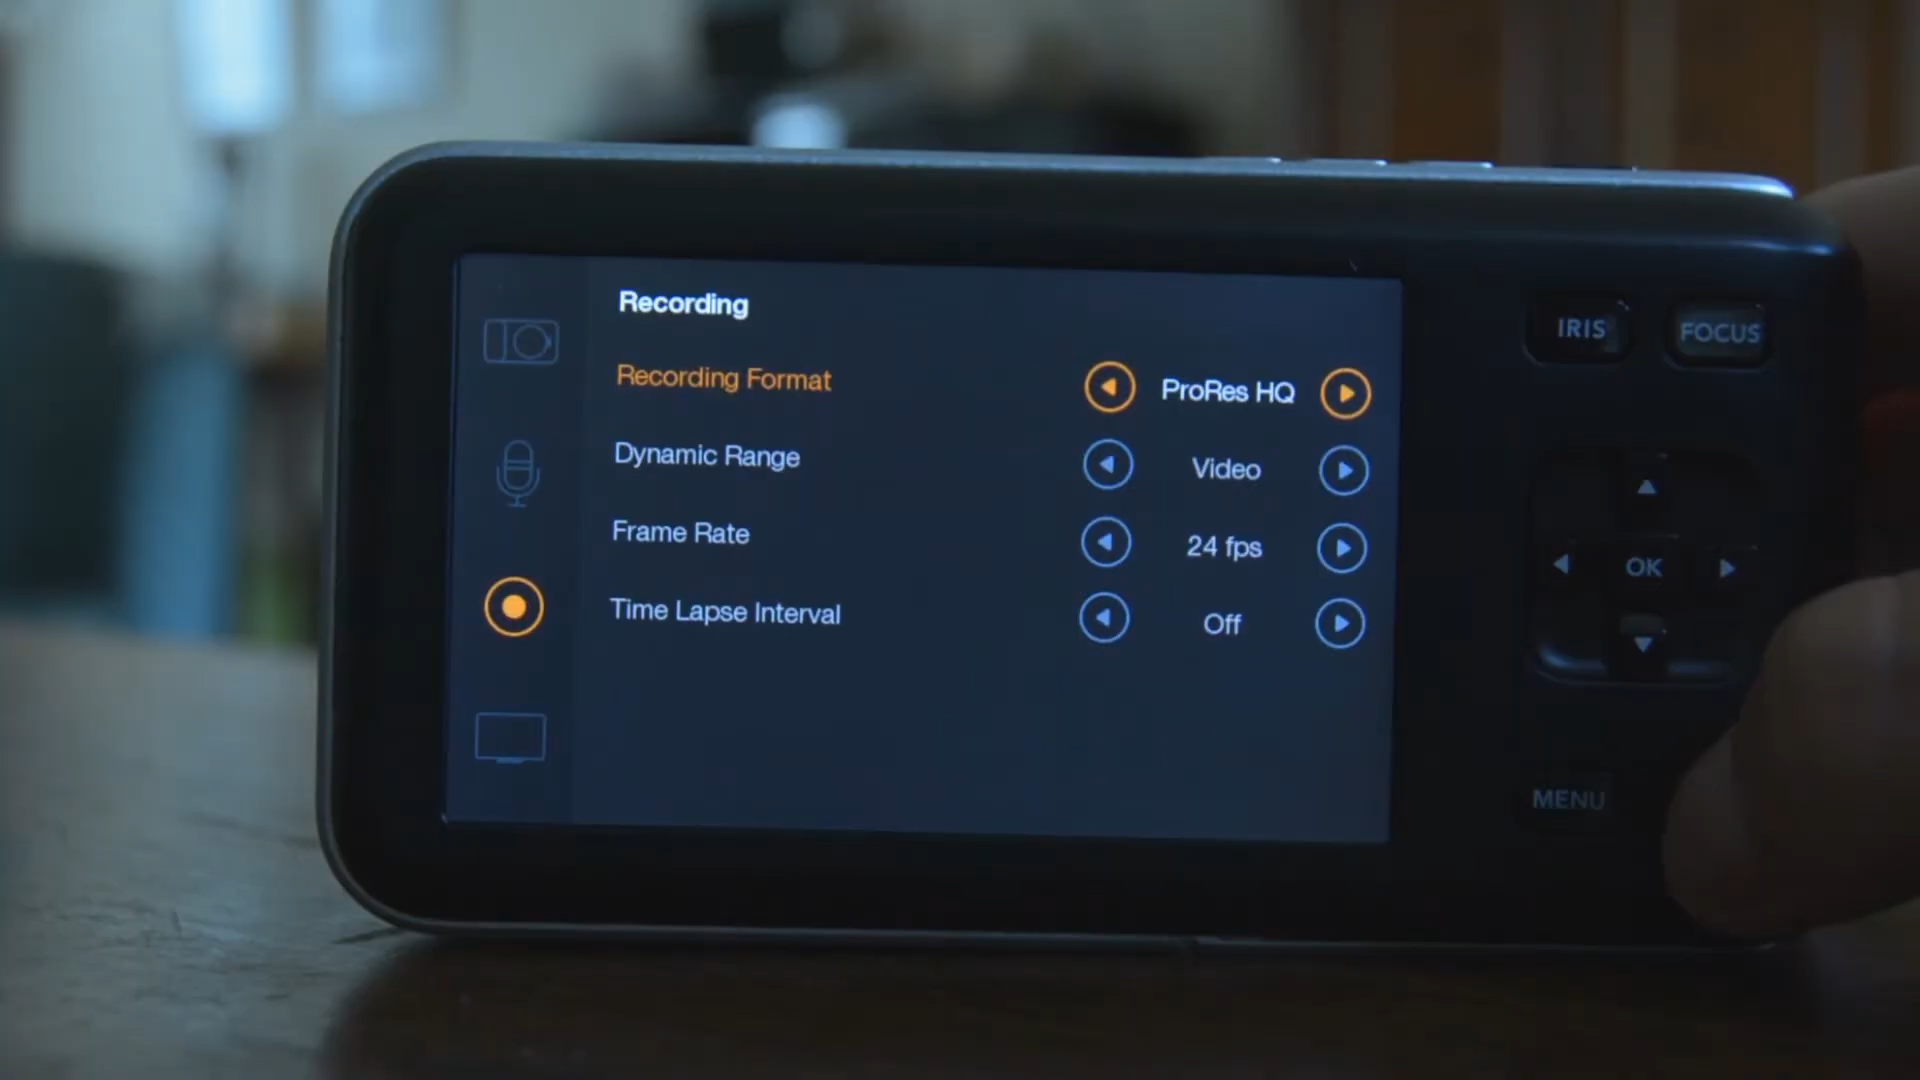 Recording
Recording Format ProRes HQ
Dynamic Range Video
Frame Rate 24 fps
Time Lapse Interval Off
IRIS FOCUS
OK
MENU